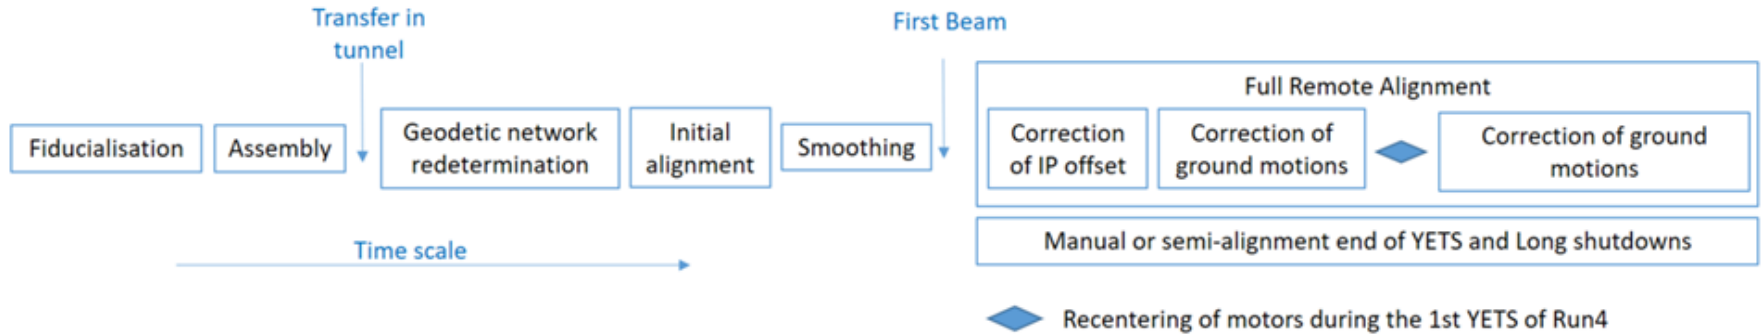 Transfer in
tunnel
First Beam
Full Remote Alignment
Fiducialisation
Assembly
Geodetic network
redetermination
Initial
alignment
Smoothing
Correction
of IP offset
Correction of
ground motions
Correction of ground
motions
Manual or semi-alignment end of YETS and Long shutdowns
Time scale
Recentering of motors during the 1st YETS of Run4